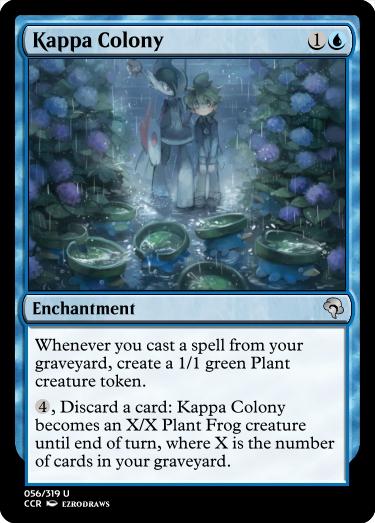 Kappa Colony 1
Enchantment
Whenever you cast a spell from your
graveyard, create a 1/1 green Plant
creature token.
4, Discard a card: Kappa Colony
becomes an X/X Plant Frog creature
until end of turn, where X is the number
of cards in your graveyard.
056/319 U
CCR EZRODRAWS